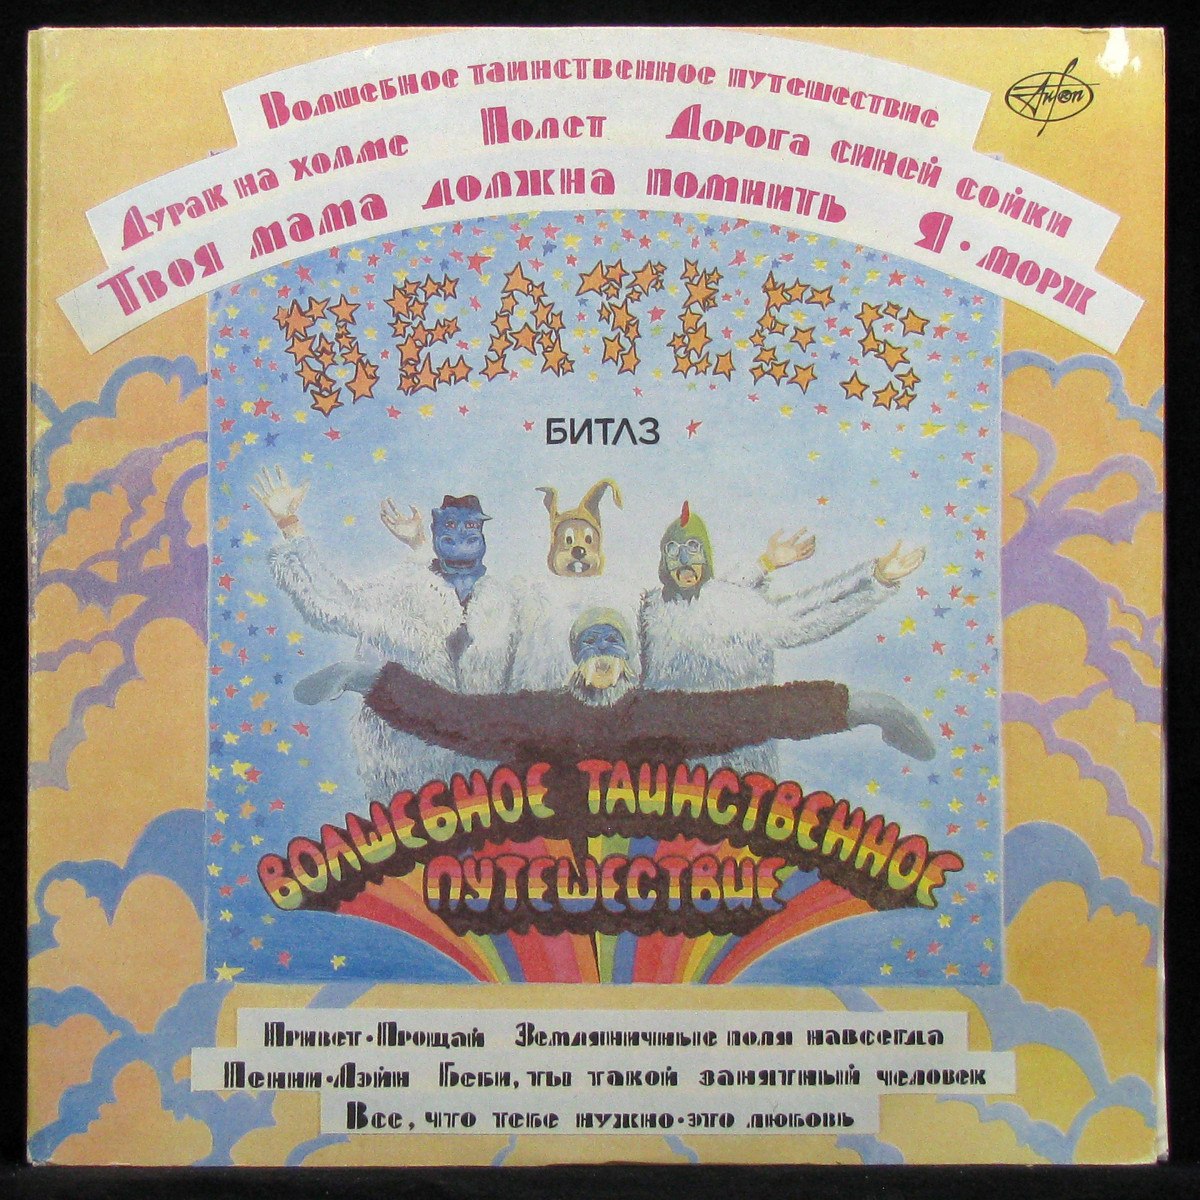 Антроп
Волшебное таинственное путешествие
Дурак на холме Полет Дорога синей сойки
Твоя мама должна помнить Я • морж
BEATLES
БИТЛЗ
ВОЛШЕБНОЕ ТАИНСТВЕННОЕ
ПУТЕШЕСТВИЕ
Привет • Прощай Земляничные поля навсегда
Пенни • Лэйн Беби, ты такой занятный человек
Все, что тебе нужно • это любовь